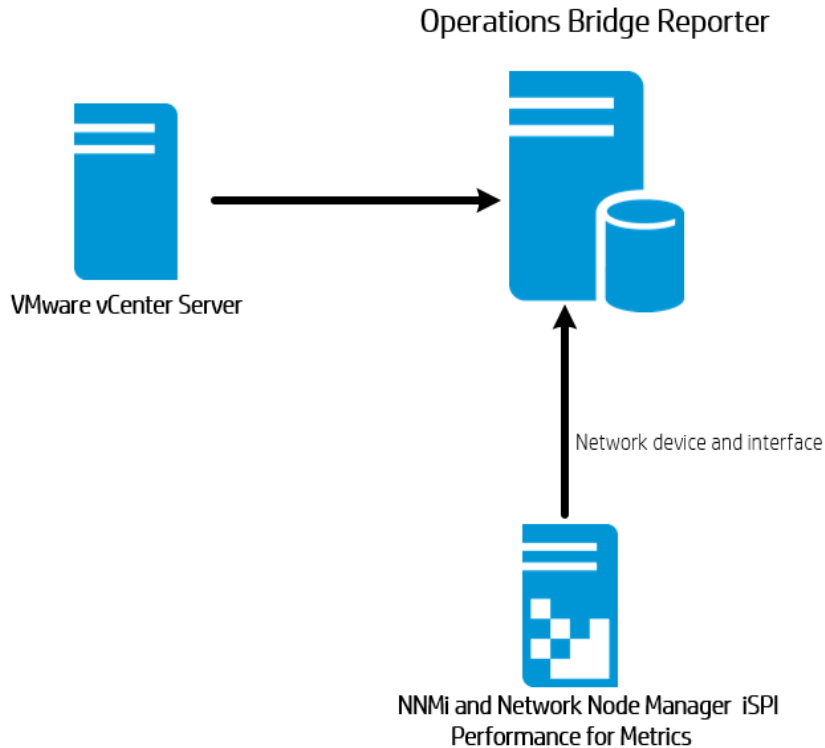 Operations Bridge Reporter
VMware vCenter Server
Network device and interface
NNMi and Network Node Manager iSPI
Performance for Metrics